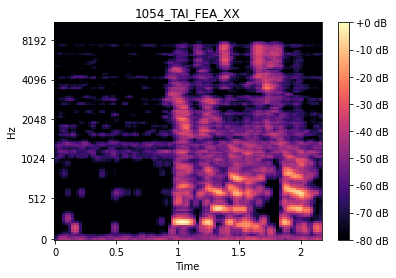 1054_TAI_FEA_XX
8192
4096
2048
1024
512
0
Hz
0
0.5
1
1.5
2
Time
+0 dB
-10 dB
-20 dB
-30 dB
-40 dB
-50 dB
-60 dB
-70 dB
-80 dB